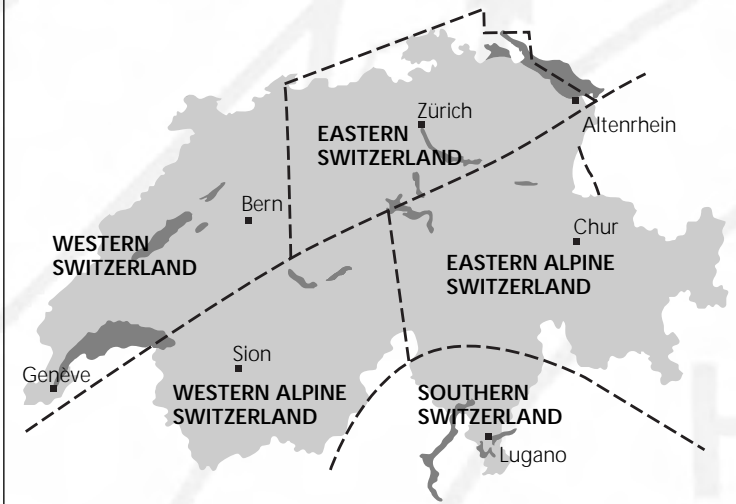 Zürich
EASTERN
SWITZERLAND
Altenrhein
Bern
WESTERN
SWITZERLAND
Chur
EASTERN ALPINE
SWITZERLAND
Genève
Sion
WESTERN ALPINE
SWITZERLAND
SOUTHERN
SWITZERLAND
Lugano